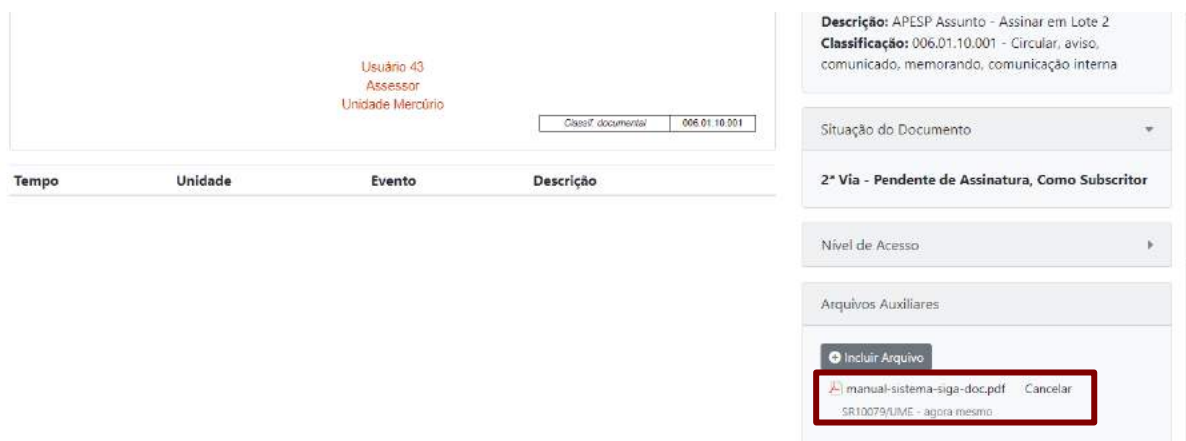 Usuário 43
Assessor
Unidade Mercúrio
Classif. documental 006.01.10.001
Tempo Unidade Evento Descrição
Descrição: APESP Assunto - Assinar em Lote 2
Classificação: 006.01.10.001 - Circular, aviso,
comunicado, memorando, comunicação interna
Situação do Documento
2ª Via - Pendente de Assinatura, Como Subscritor
Nível de Acesso
Arquivos Auxiliares
Incluir Arquivo
manual-sistema-siga-doc.pdf Cancelar
SR10079/UME - agora mesmo